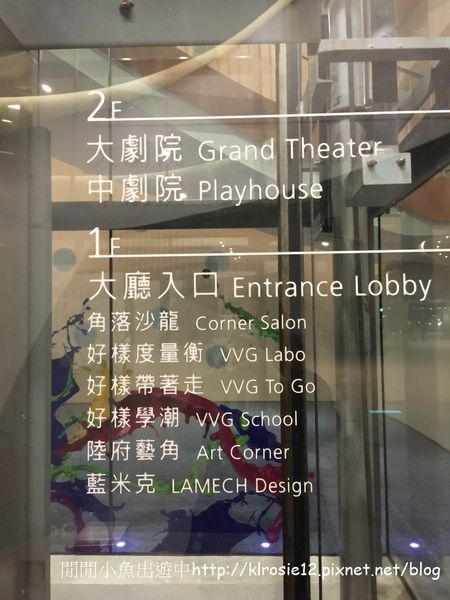 2F
大劇院 Grand Theater
中劇院 Playhouse
1F
大廳入口 Entrance Lobby
角落沙龍 Corner Salon
好樣度量衡 VVG Labo
好樣帶著走 VVG To Go
好樣學潮 VVG School
陸府藝角 Art Corner
藍米克 LAMECH Design
閒閒小魚出遊中http://klrosie12.pixnet.net/blog